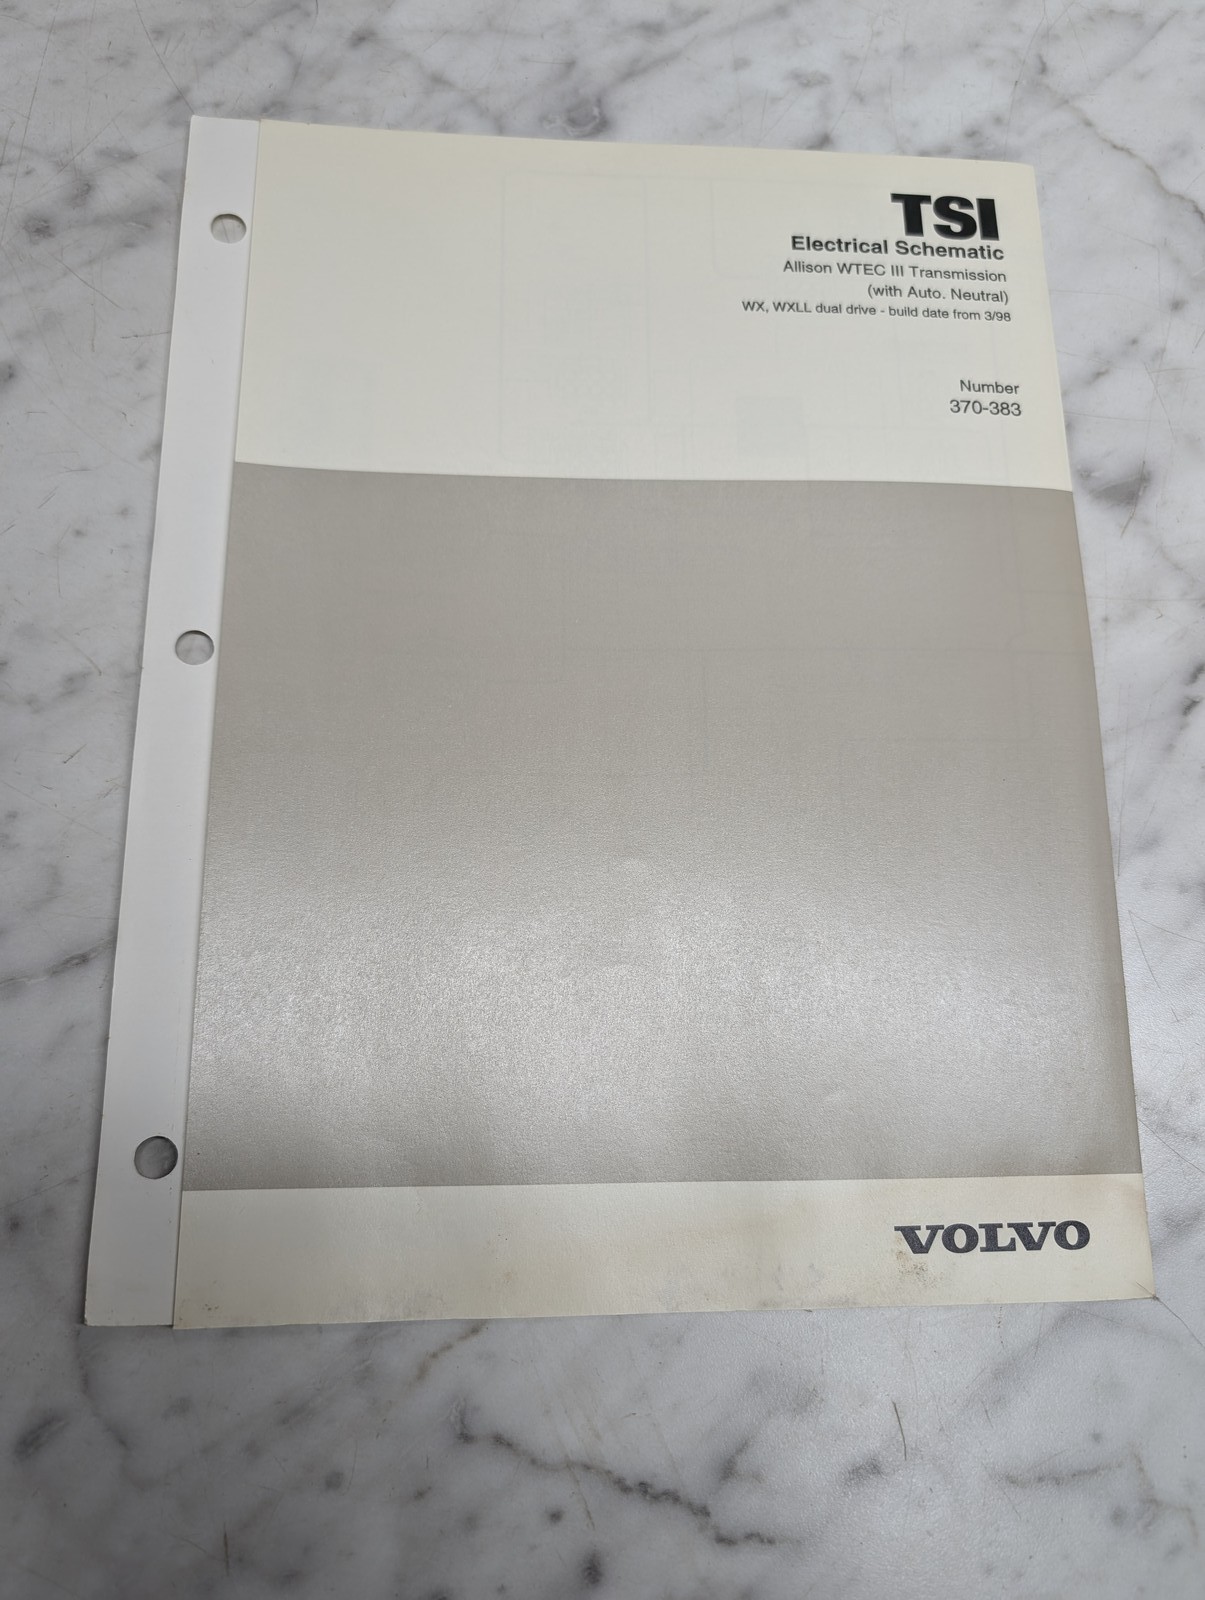 TSI
Electrical Schematic
Allison WTEC III Transmission
(with Auto. Neutral)
WX, WXLL dual drive - build date from 3/98
Number
370-383
VOLVO